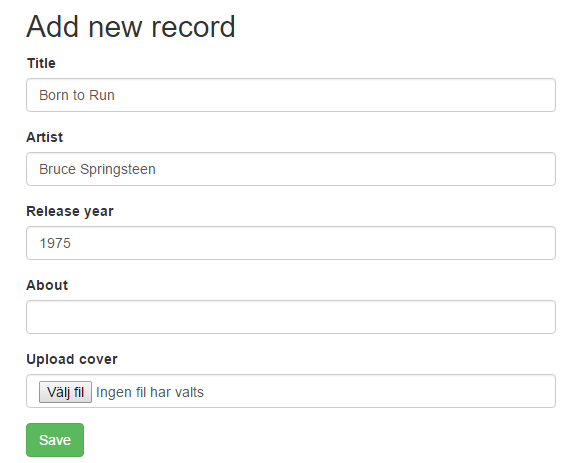 Add new record
Title
Born to Run
Artist
Bruce Springsteen
Release year
1975
About
Upload cover
Välj fil Ingen fil har valts
Save